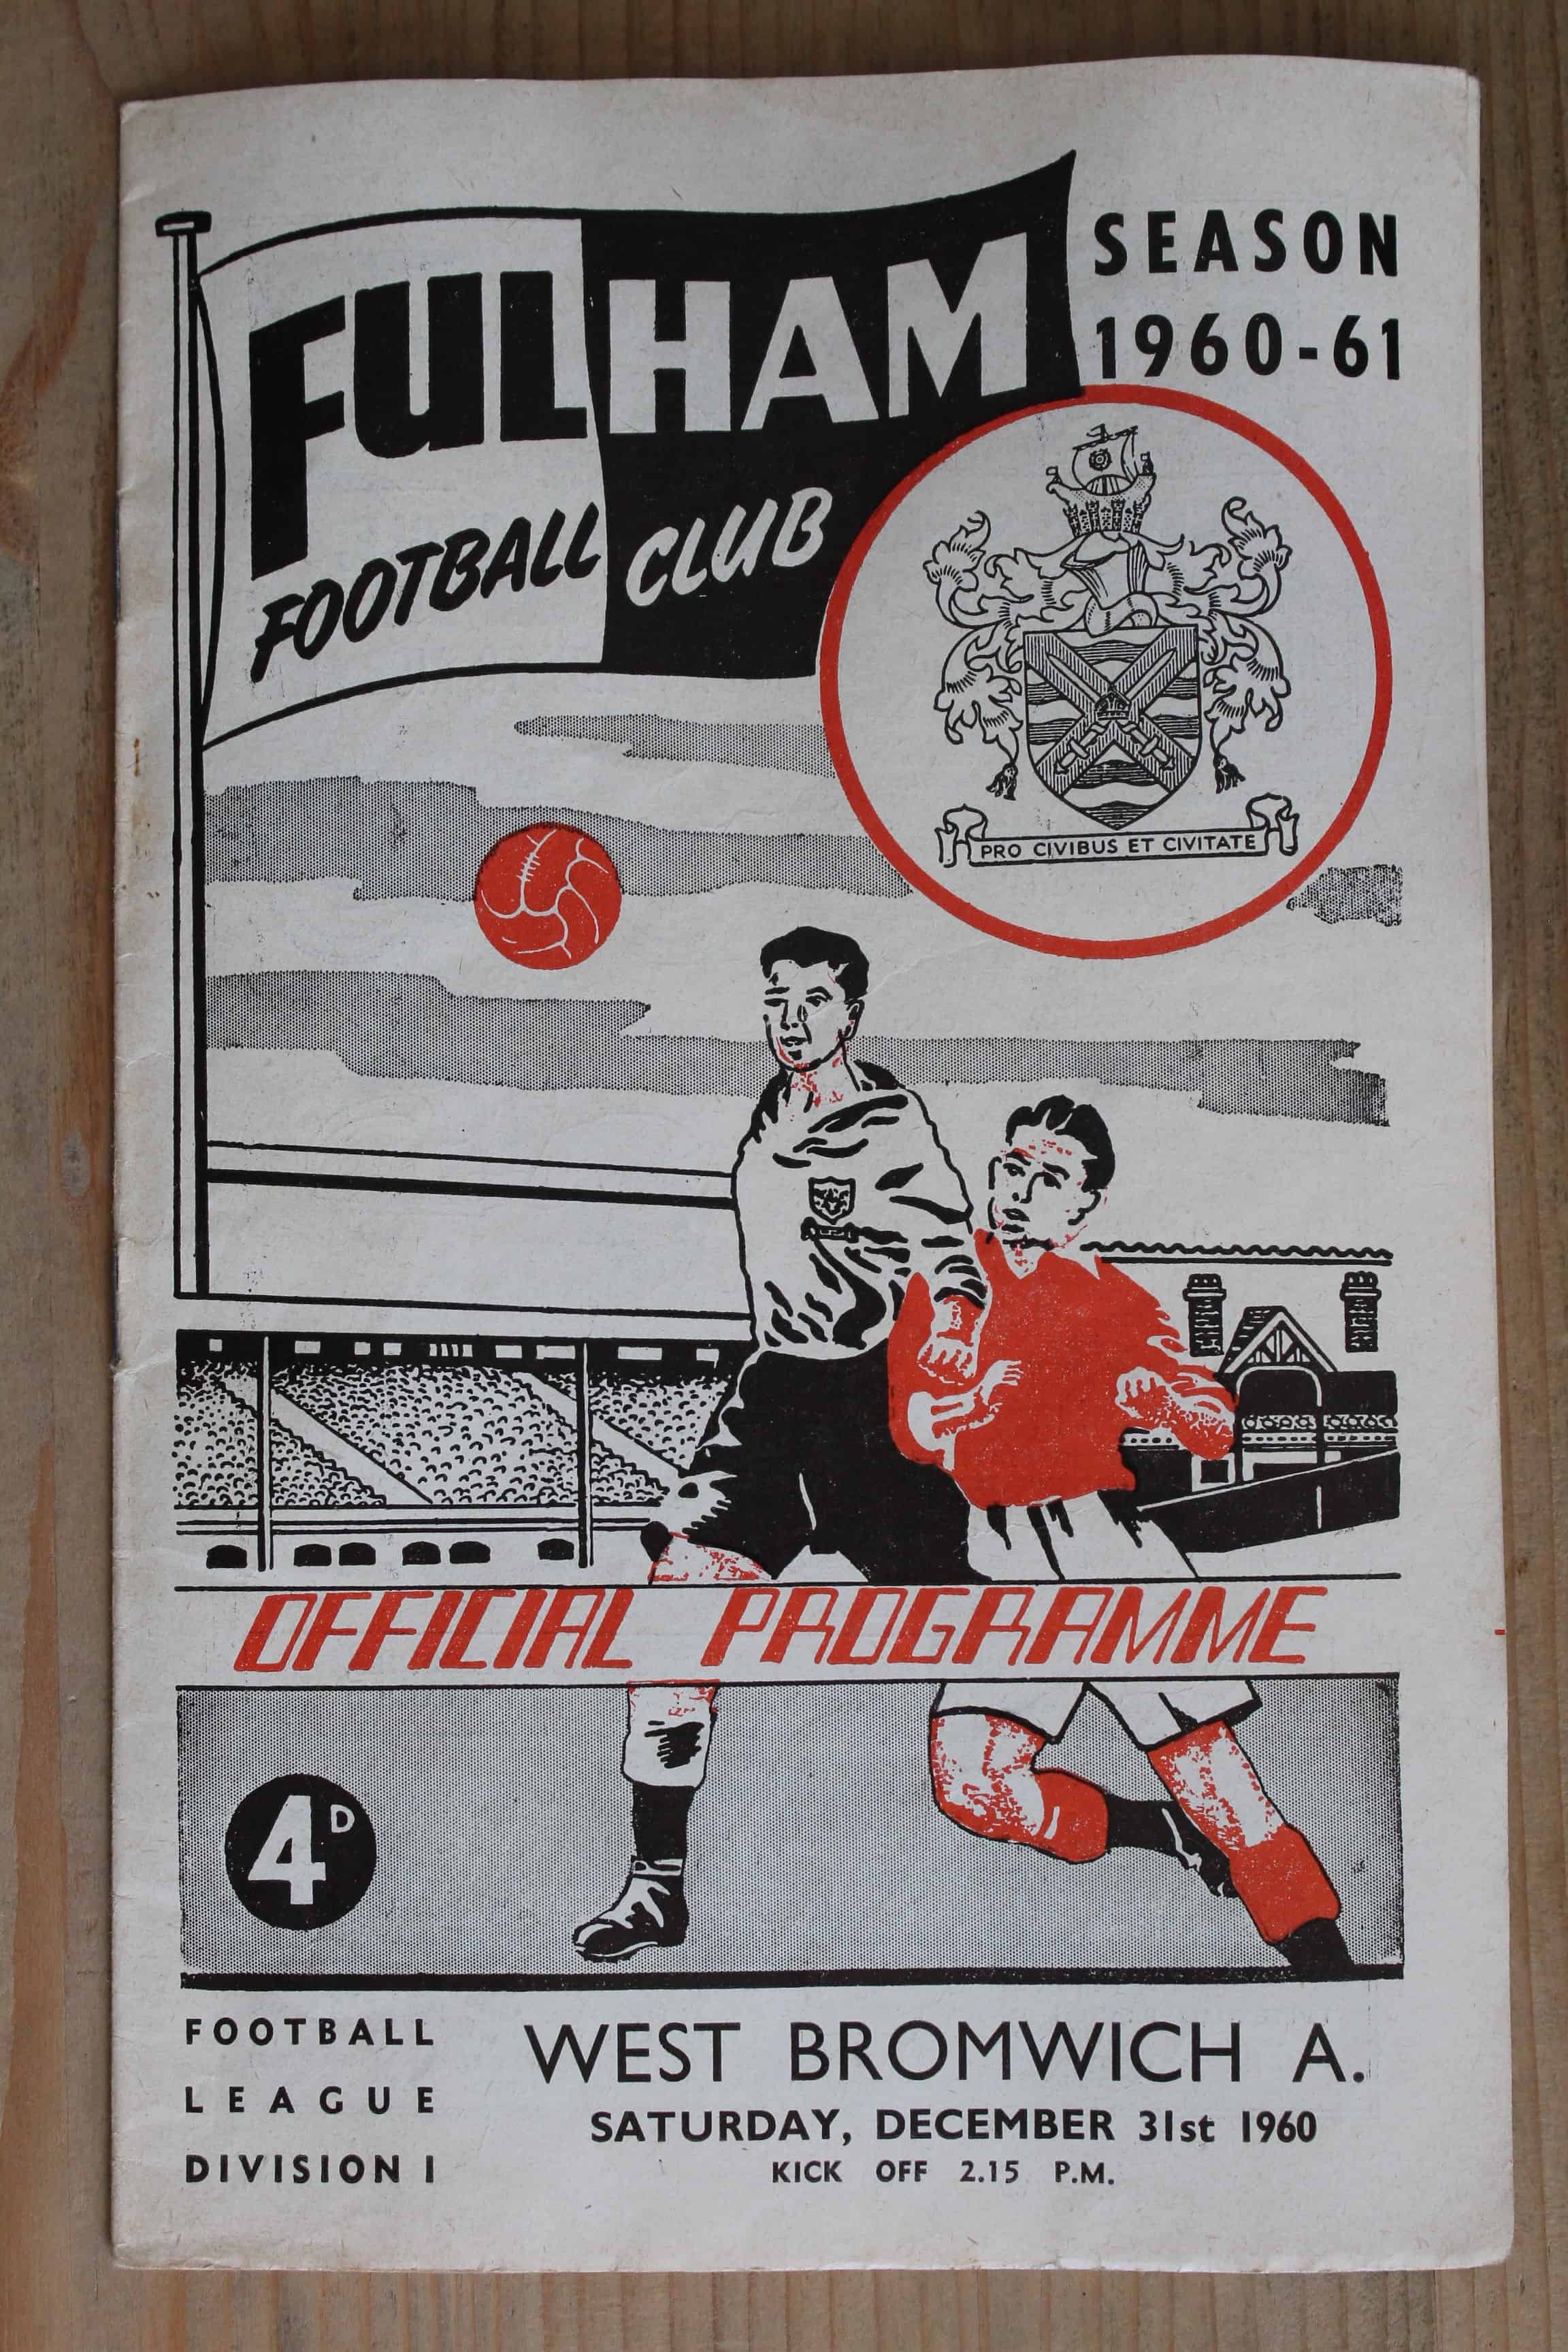 FULHAM
FOOTBALL CLUB
SEASON
1960-61
PRO CIVIBUS ET CIVITATE
OFFICIAL PROGRAMME
4D
FOOTBALL
LEAGUE
DIVISION I
WEST BROMWICH A.
SATURDAY, DECEMBER 31st 1960
KICK OFF 2.15 P.M.